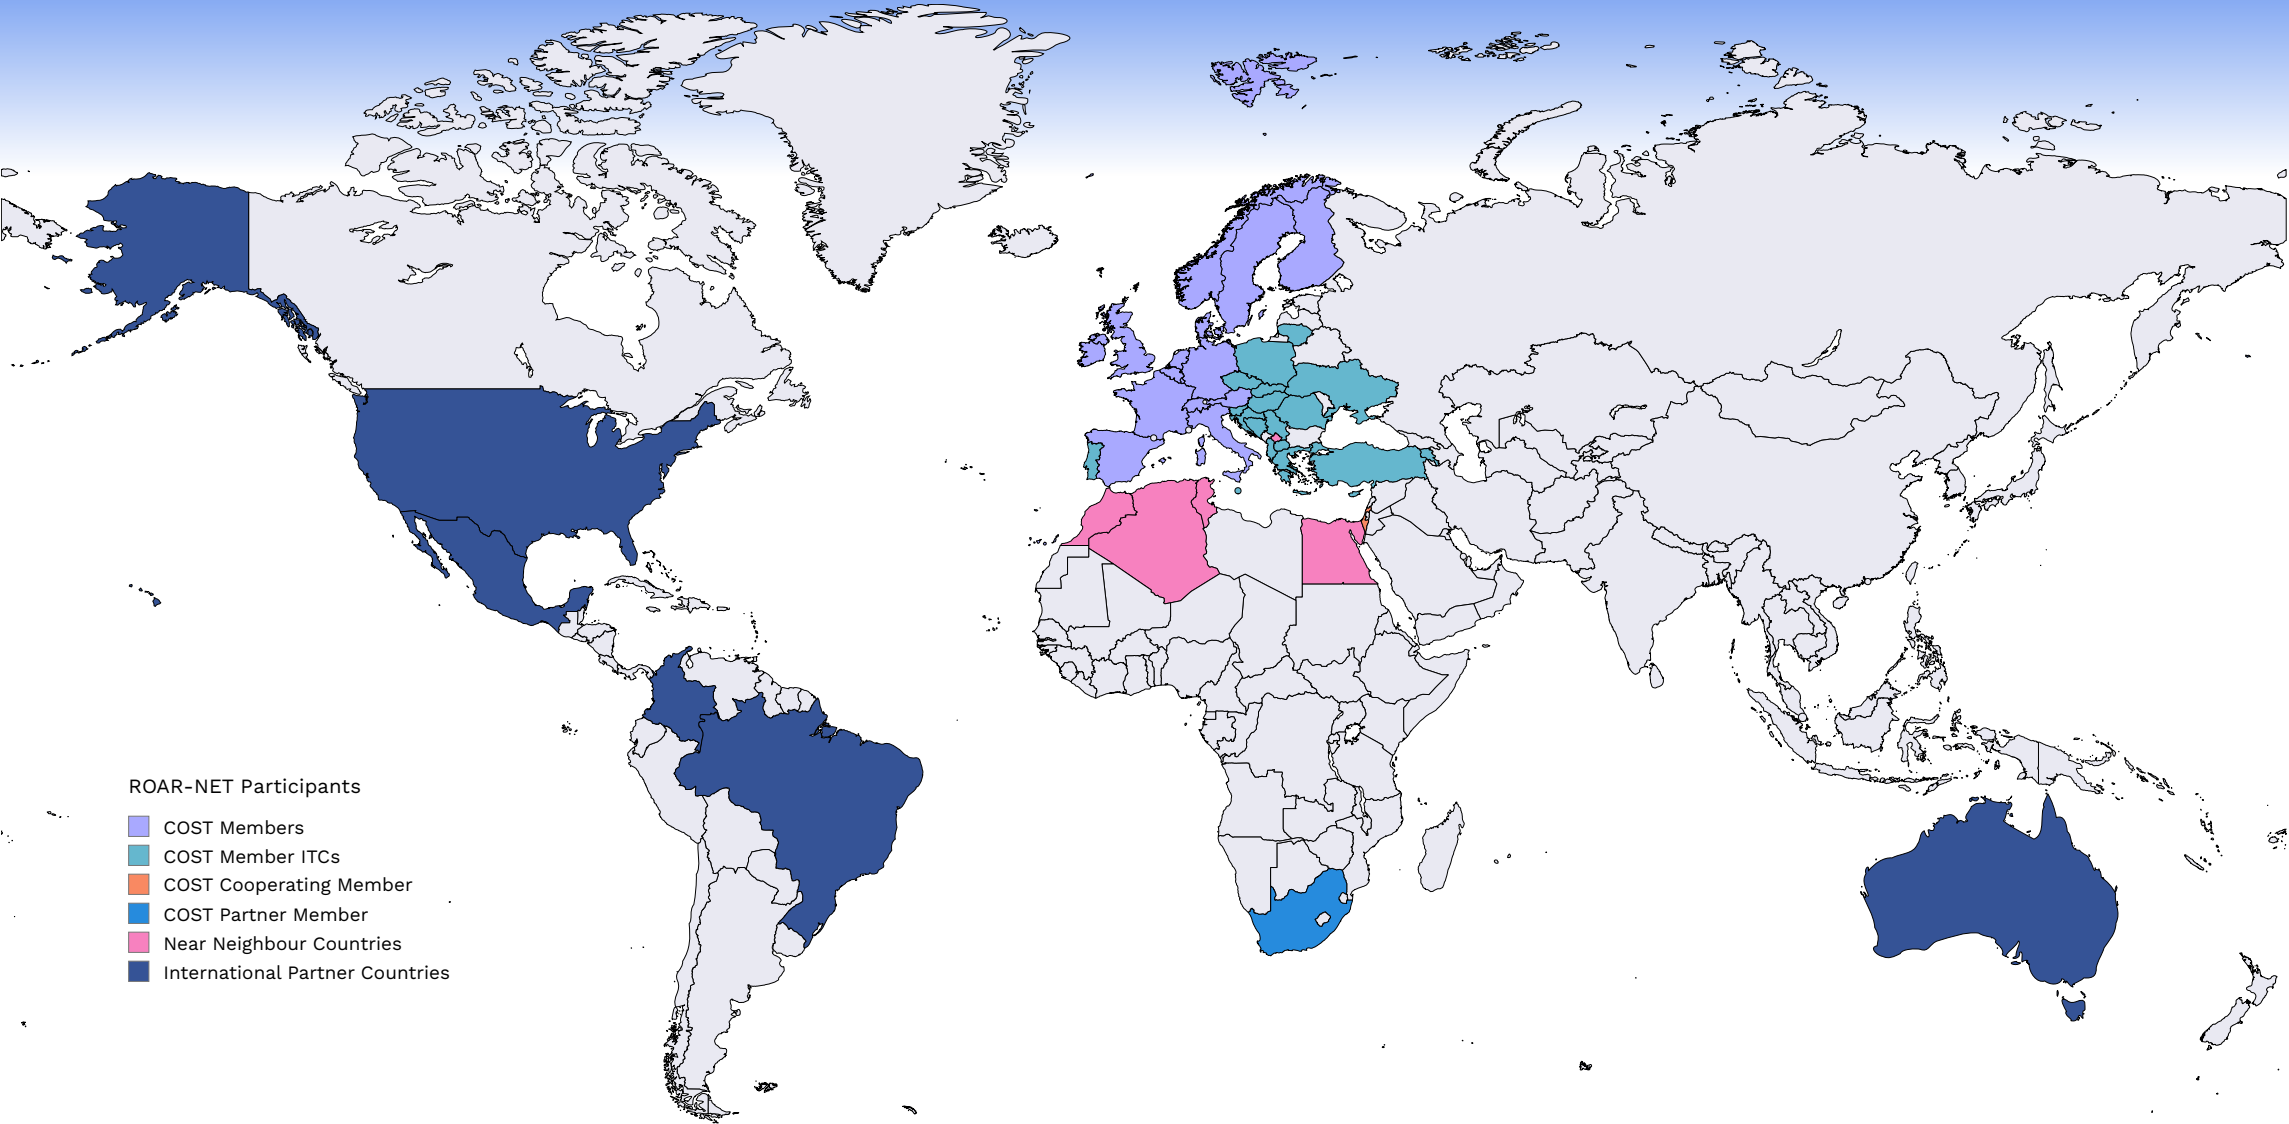 ROAR-NET Participants
COST Members
COST Member ITCs
COST Cooperating Member
COST Partner Member
Near Neighbour Countries
International Partner Countries